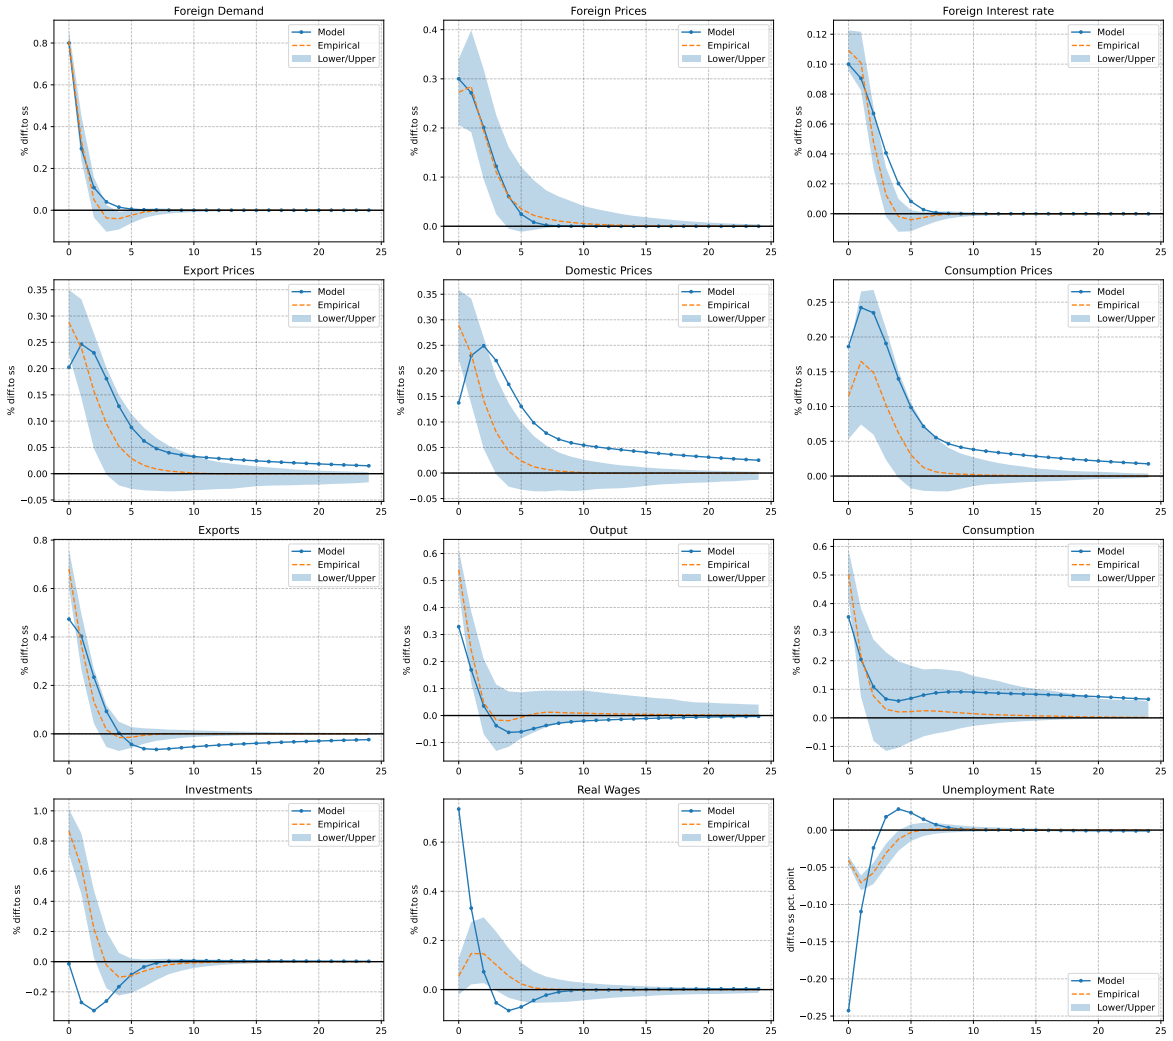 Foreign Demand
% diff.to ss
0.8
0.6
0.4
0.2
0.0
0 5 10 15 20 25
Model
Empirical
Lower/Upper
Foreign Prices
% diff.to ss
0.4
0.3
0.2
0.1
0.0
0 5 10 15 20 25
Model
Empirical
Lower/Upper
Foreign Interest rate
% diff.to ss
0.12
0.10
0.08
0.06
0.04
0.02
0.00
0 5 10 15 20 25
Model
Empirical
Lower/Upper
Export Prices
% diff.to ss
0.35
0.30
0.25
0.20
0.15
0.10
0.05
0.00
−0.05
0 5 10 15 20 25
Model
Empirical
Lower/Upper
Domestic Prices
% diff.to ss
0.35
0.30
0.25
0.20
0.15
0.10
0.05
0.00
−0.05
0 5 10 15 20 25
Model
Empirical
Lower/Upper
Consumption Prices
% diff.to ss
0.25
0.20
0.15
0.10
0.05
0.00
0 5 10 15 20 25
Model
Empirical
Lower/Upper
Exports
% diff.to ss
0.8
0.6
0.4
0.2
0.0
0 5 10 15 20 25
Model
Empirical
Lower/Upper
Output
% diff.to ss
0.6
0.5
0.4
0.3
0.2
0.1
0.0
−0.1
0 5 10 15 20 25
Model
Empirical
Lower/Upper
Consumption
% diff.to ss
0.6
0.5
0.4
0.3
0.2
0.1
0.0
−0.1
0 5 10 15 20 25
Model
Empirical
Lower/Upper
Investments
% diff.to ss
1.0
0.8
0.6
0.4
0.2
0.0
−0.2
0 5 10 15 20 25
Model
Empirical
Lower/Upper
Real Wages
% diff.to ss
0.6
0.4
0.2
0.0
0 5 10 15 20 25
Model
Empirical
Lower/Upper
Unemployment Rate
diff.to ss pct. point
0.00
−0.05
−0.10
−0.15
−0.20
−0.25
0 5 10 15 20 25
Model
Empirical
Lower/Upper